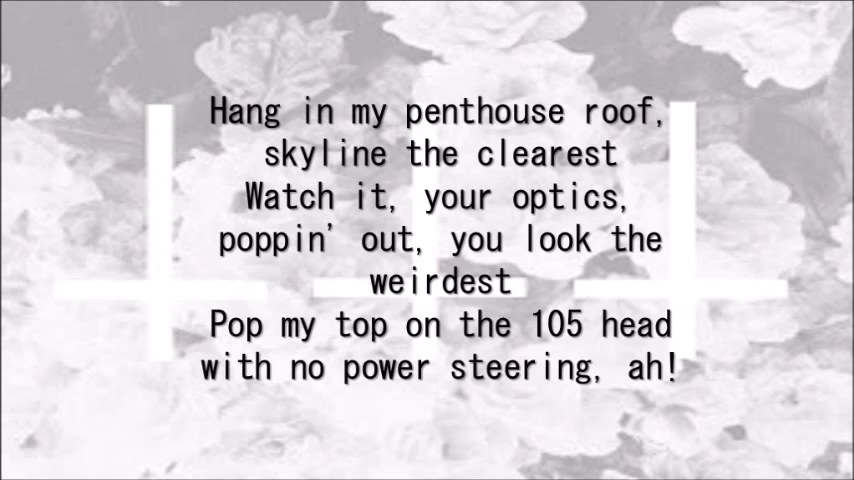 Hang in my penthouse roof,
skyline the clearest
Watch it, your optics,
poppin' out, you look the
weirdest
Pop my top on the 105 head
with no power steering, ah!